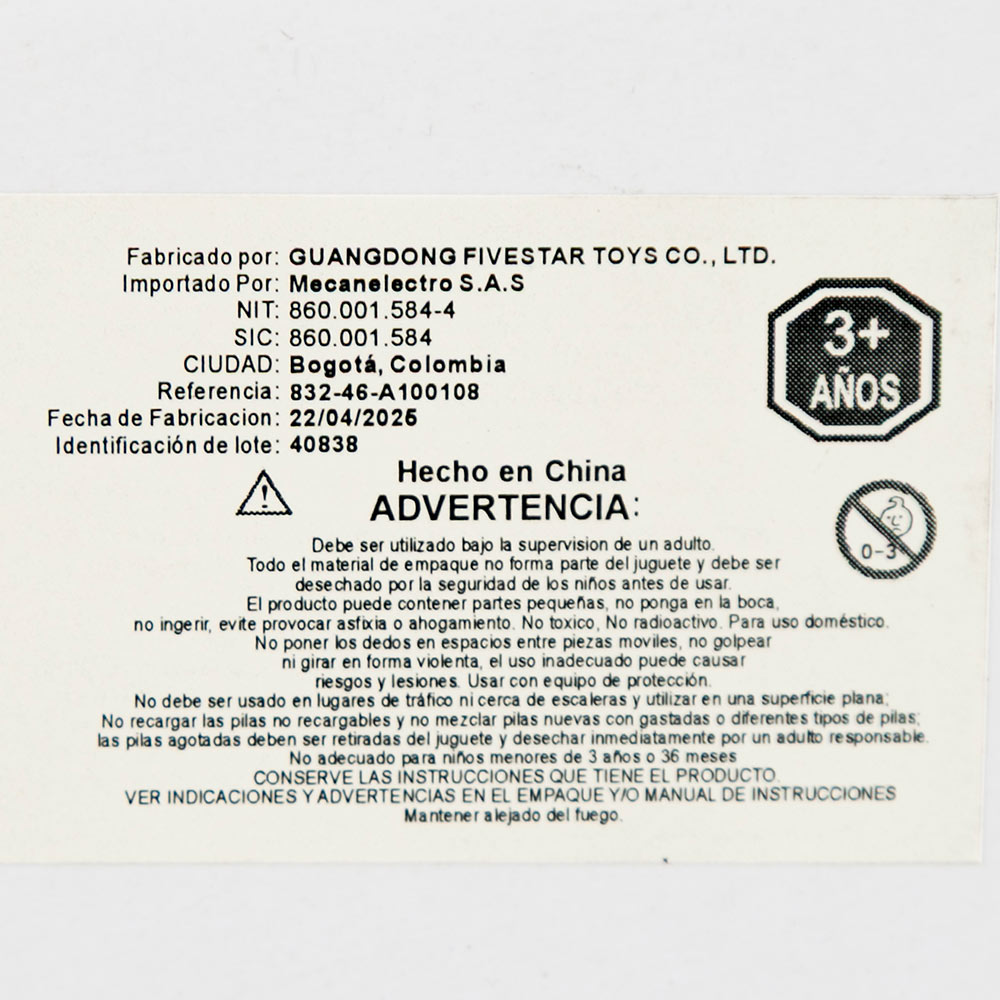 Fabricado por: GUANGDONG FIVESTAR TOYS CO., LTD.
Importado Por: Mecanelectro S.A.S
NIT: 860.001.584-4
SIC: 860.001.584
CIUDAD: Bogotá, Colombia
Referencia: 832-46-A100108
Fecha de Fabricacion: 22/04/2025
Identificación de lote: 40838
3+
AÑOS
Hecho en China
ADVERTENCIA:
0-3
Debe ser utilizado bajo la supervision de un adulto.
Todo el material de empaque no forma parte del juguete y debe ser
desechado por la seguridad de los niños antes de usar.
El producto puede contener partes pequeñas, no ponga en la boca,
no ingerir, evite provocar asfixia o ahogamiento. No toxico, No radioactivo. Para uso doméstico.
No poner los dedos en espacios entre piezas moviles, no golpear
ni girar en forma violenta, el uso inadecuado puede causar
riesgos y lesiones. Usar con equipo de protección.
No debe ser usado en lugares de tráfico ni cerca de escaleras y utilizar en una superficie plana;
No recargar las pilas no recargables y no mezclar pilas nuevas con gastadas o diferentes tipos de pilas;
las pilas agotadas deben ser retiradas del juguete y desechar inmediatamente por un adulto responsable.
No adecuado para niños menores de 3 años o 36 meses
CONSERVE LAS INSTRUCCIONES QUE TIENE EL PRODUCTO.
VER INDICACIONES Y ADVERTENCIAS EN EL EMPAQUE Y/O MANUAL DE INSTRUCCIONES
Mantener alejado del fuego.